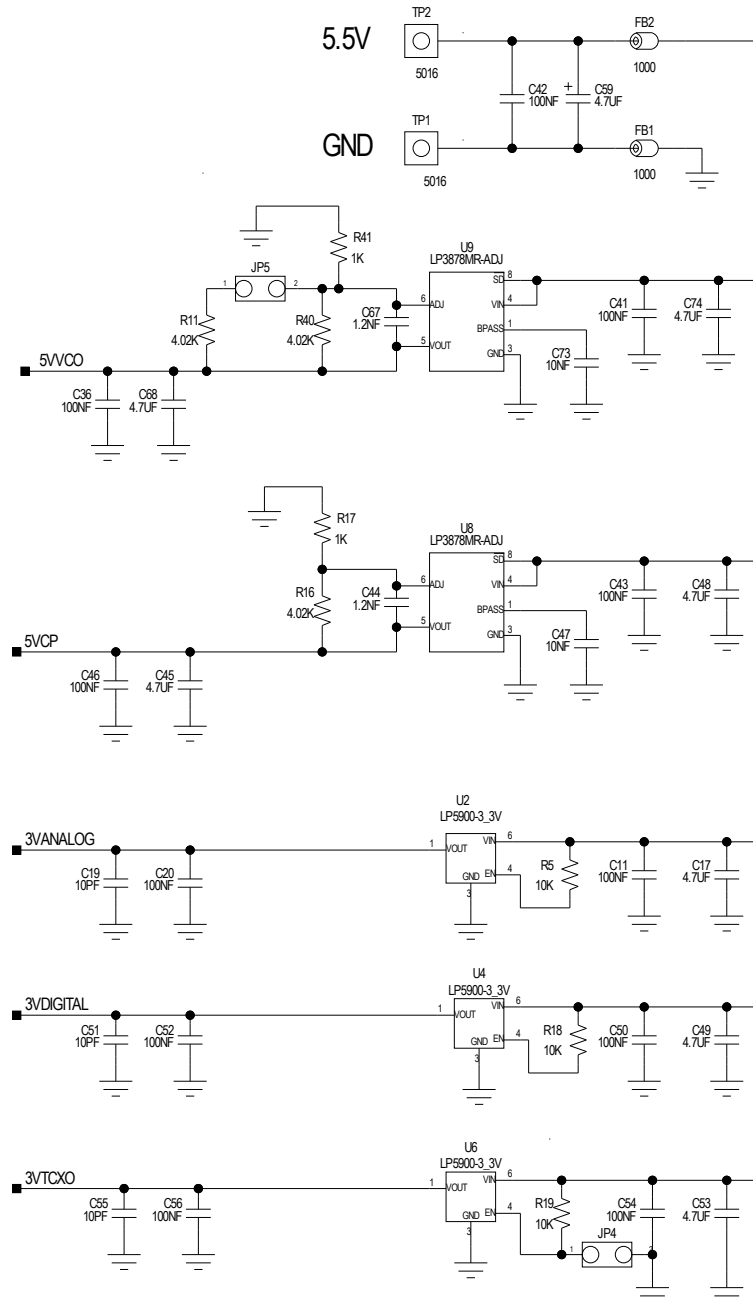 TP2
FB2
5.5V
5016
1000
C42
100NF
+
C59
4.7UF
TP1
FB1
GND
5016
1000
R41
1K
U9
LP3878MR-ADJ
JP5
1
2
SD
8
VIN
4
6
ADJ
BPASS
1
5
VOUT
GND
3
R11
4.02K
R40
4.02K
C67
1.2NF
C41
100NF
C74
4.7UF
C73
10NF
5VVCO
C36
100NF
C68
4.7UF
R17
1K
U8
LP3878MR-ADJ
SD
8
VIN
4
6
ADJ
BPASS
1
5
VOUT
GND
3
R16
4.02K
C44
1.2NF
C43
100NF
C48
4.7UF
C47
10NF
5VCP
C46
100NF
C45
4.7UF
U2
LP5900-3_3V
3VANALOG
1
VOUT
VIN
6
GND
EN
4
3
R5
10K
C19
10PF
C20
100NF
C11
100NF
C17
4.7UF
U4
LP5900-3_3V
3VDIGITAL
1
VOUT
VIN
6
GND
EN
4
3
R18
10K
C51
10PF
C52
100NF
C50
100NF
C49
4.7UF
U6
LP5900-3_3V
3VTCXO
1
VOUT
VIN
6
GND
EN
4
3
R19
10K
C55
10PF
C56
100NF
C54
100NF
C53
4.7UF
JP4
1
2